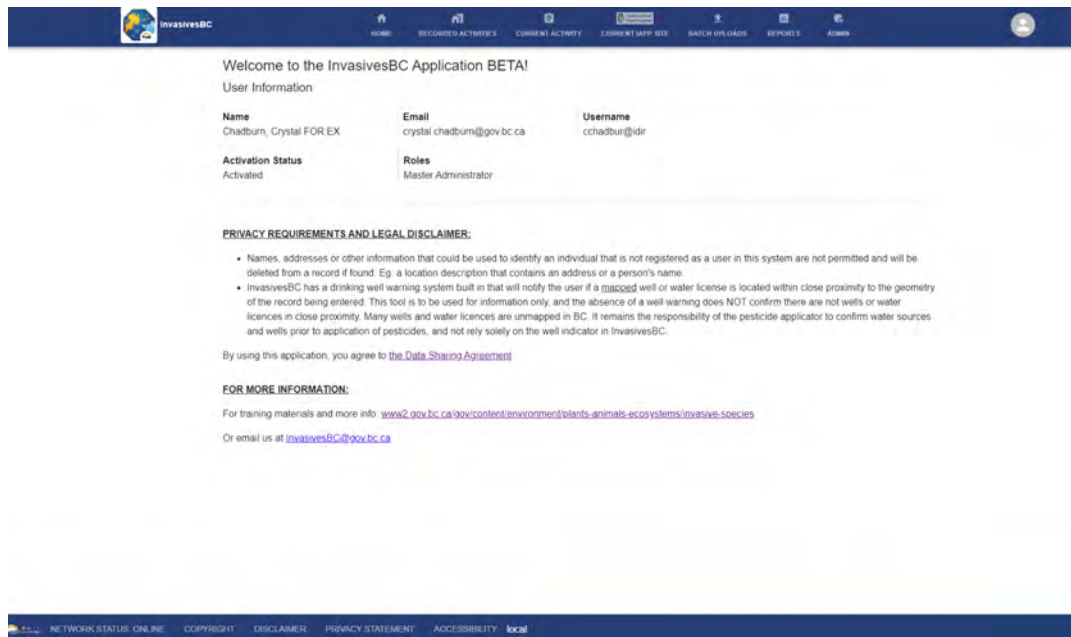 InvasivesBC
HOME RECORDED ACTIVITIES CURRENT ACTIVITY CURRENT IAPP SITE BATCH UPLOADS REPORTS ADMIN
Welcome to the InvasivesBC Application BETA!
User Information
Name Email Username
Chadburn, Crystal FOR:EX crystal.chadburn@gov.bc.ca cchadbur@idir
Activation Status Roles
Activated Master Administrator
PRIVACY REQUIREMENTS AND LEGAL DISCLAIMER:
• Names, addresses or other information that could be used to identify an individual that is not registered as a user in this system are not permitted and will be
deleted from a record if found. Eg: a location description that contains an address or a person's name.
• InvasivesBC has a drinking well warning system built in that will notify the user if a mapped well or water license is located within close proximity to the geometry
of the record being entered. This tool is to be used for information only, and the absence of a well warning does NOT confirm there are not wells or water
licences in close proximity. Many wells and water licences are unmapped in BC. It remains the responsibility of the pesticide applicator to confirm water sources
and wells prior to application of pesticides, and not rely solely on the well indicator in InvasivesBC.
By using this application, you agree to the Data Sharing Agreement
FOR MORE INFORMATION:
For training materials and more info: www2.gov.bc.ca/gov/content/environment/plants-animals-ecosystems/invasive-species
Or email us at InvasivesBC@gov.bc.ca
NETWORK STATUS: ONLINE COPYRIGHT DISCLAIMER PRIVACY STATEMENT ACCESSIBILITY local